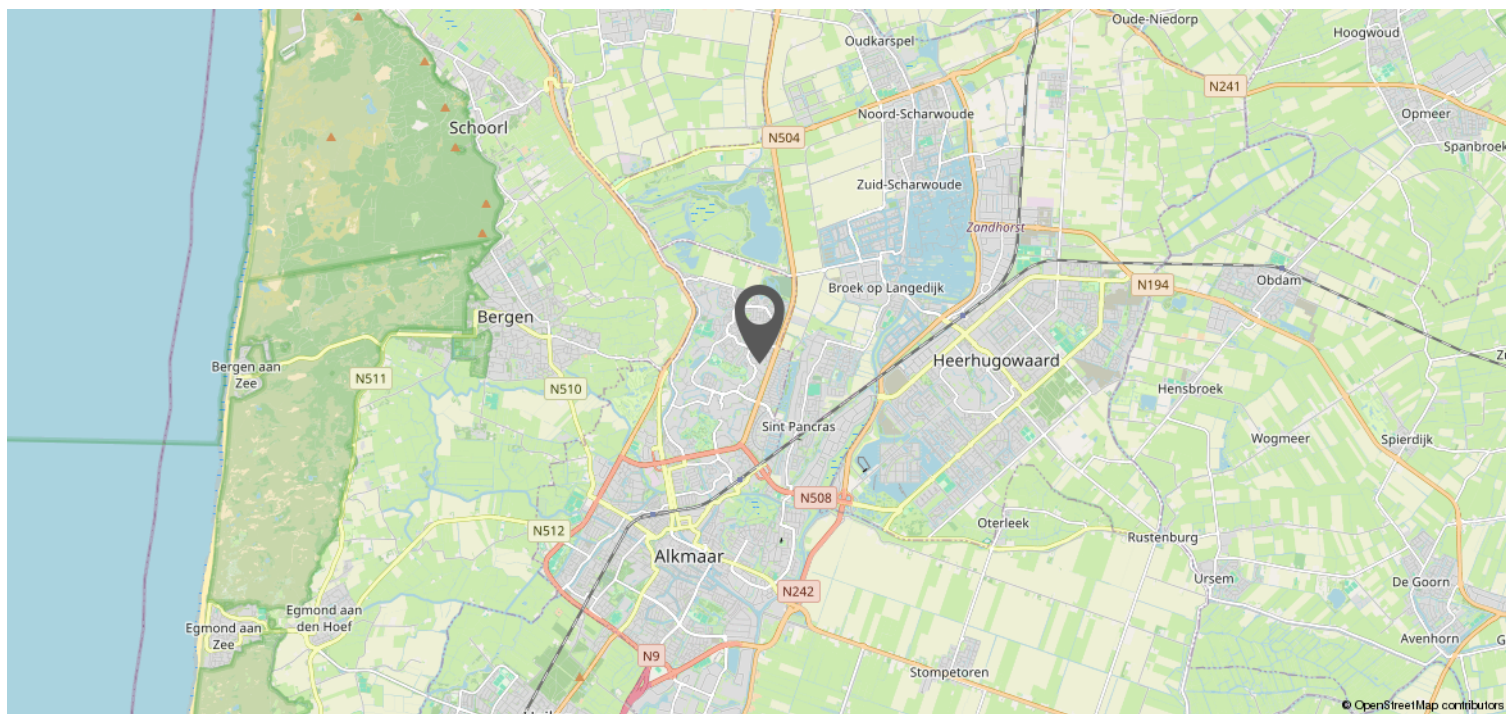 Oude-Niedorp
Hoogwoud
Oudkarspel
N241
Noord-Scharwoude
Opmeer
Schoorl
N504
Spanbroek
Zuid-Scharwoude
Zandhorst
Obdam
N194
Broek op Langedijk
Bergen
Heerhugowaard
Bergen aan
Zee
N511
N510
Hensbroek
Sint Pancras
Wogmeer
Spierdijk
N508
N512
Oterleek
Rustenburg
Alkmaar
Ursem
De Goorn
N242
Egmond aan
den Hoef
Egmond aan
Zee
Avenhorn
N9
Stompetoren
© OpenStreetMap contributors